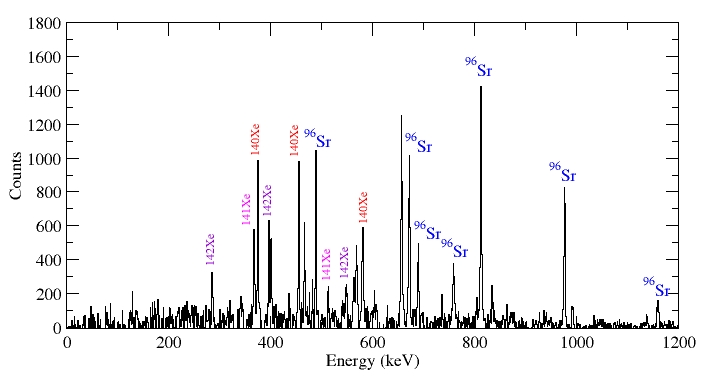 1800
1600
1400
1200
1000
800
600
400
200
0
Counts
142Xe
141Xe
140Xe
142Xe
140Xe
96Sr
141Xe
142Xe
140Xe
96Sr
96Sr
96Sr
96Sr
96Sr
96Sr
0 200 400 600 800 1000 1200
Energy (keV)